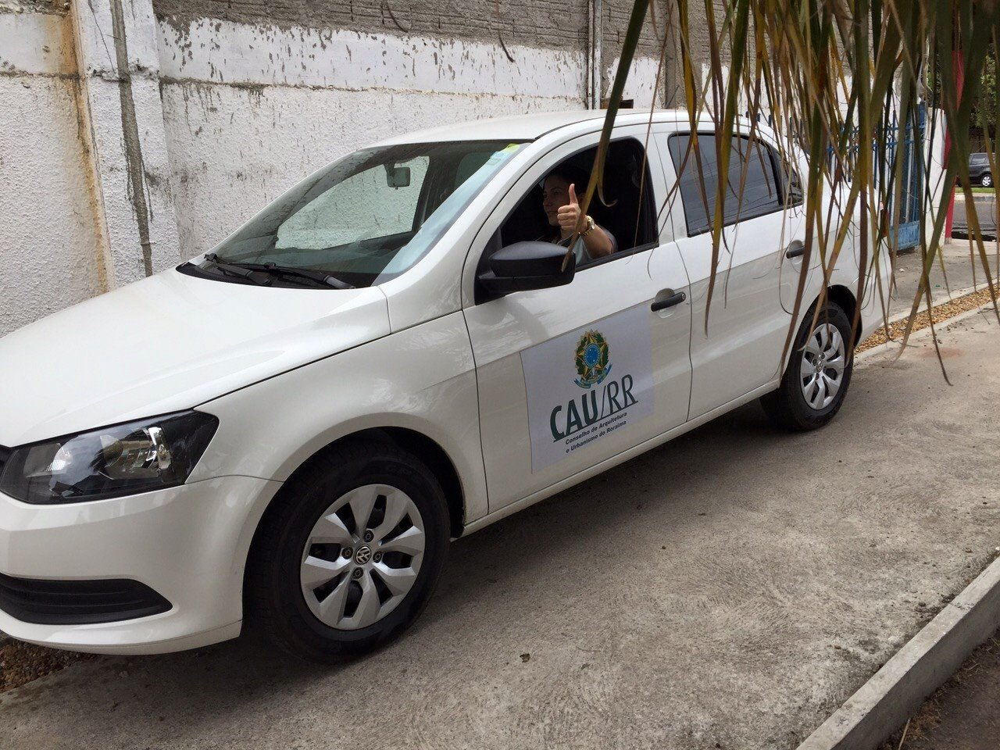 CAU/RR
Conselho de Arquitetura
e Urbanismo de Roraima